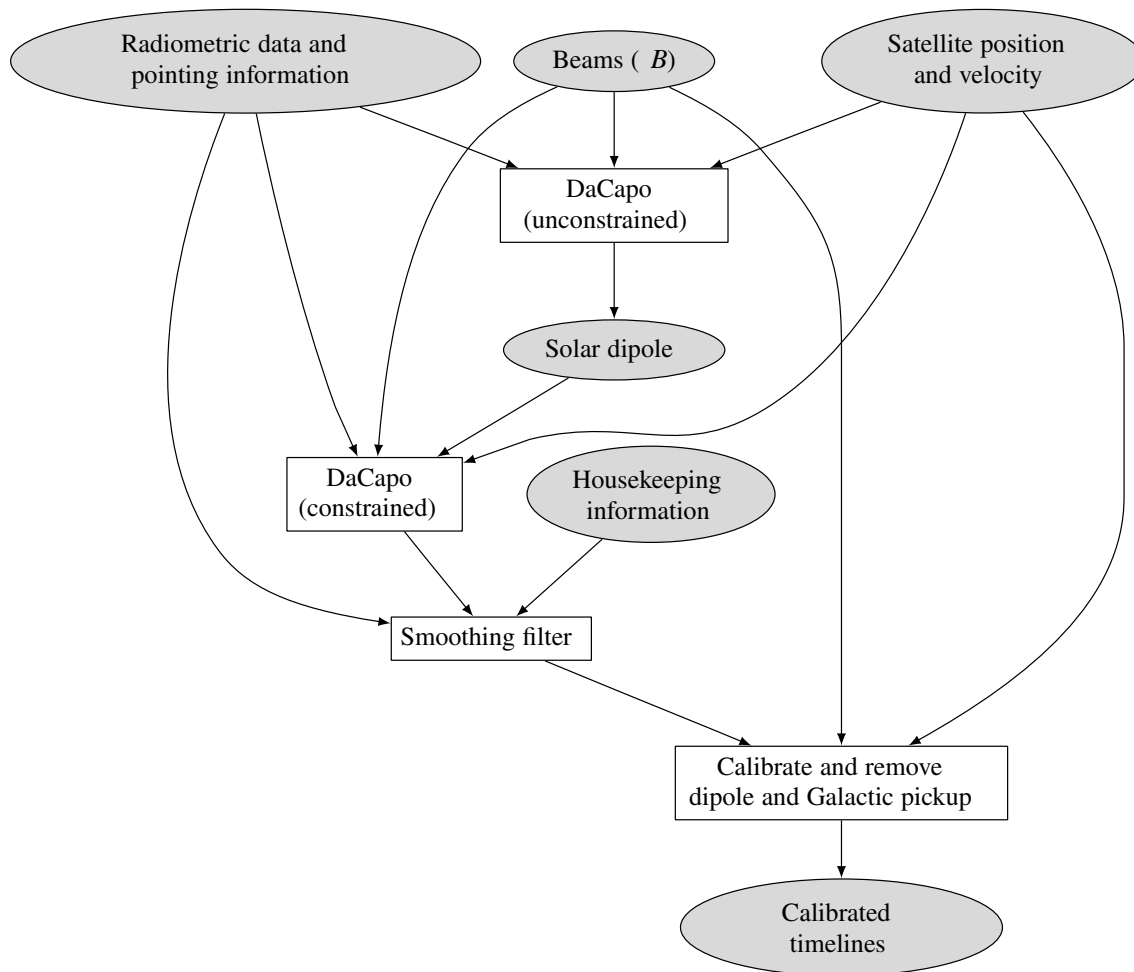 Radiometric data and
pointing information
Beams ( B)
Satellite position
and velocity
DaCapo
(unconstrained)
Solar dipole
DaCapo
(constrained)
Housekeeping
information
Smoothing filter
Calibrate and remove
dipole and Galactic pickup
Calibrated
timelines